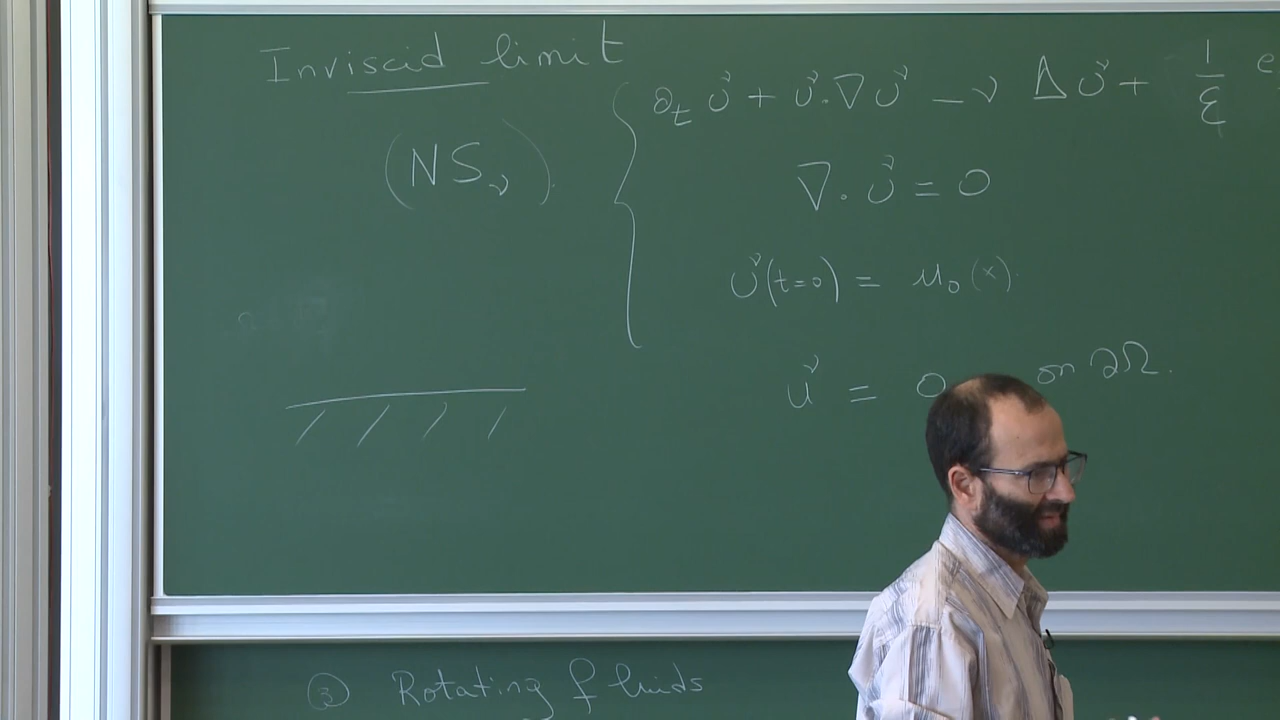 Inviscid limit
(NS_ν)
∂_t u⃗ + u⃗·∇u⃗ − ν Δu⃗ + 1/ε e
∇·u⃗ = 0
u⃗(t=0) = u_0(x)
u⃗ = 0 on ∂Ω.
③ Rotating fluids